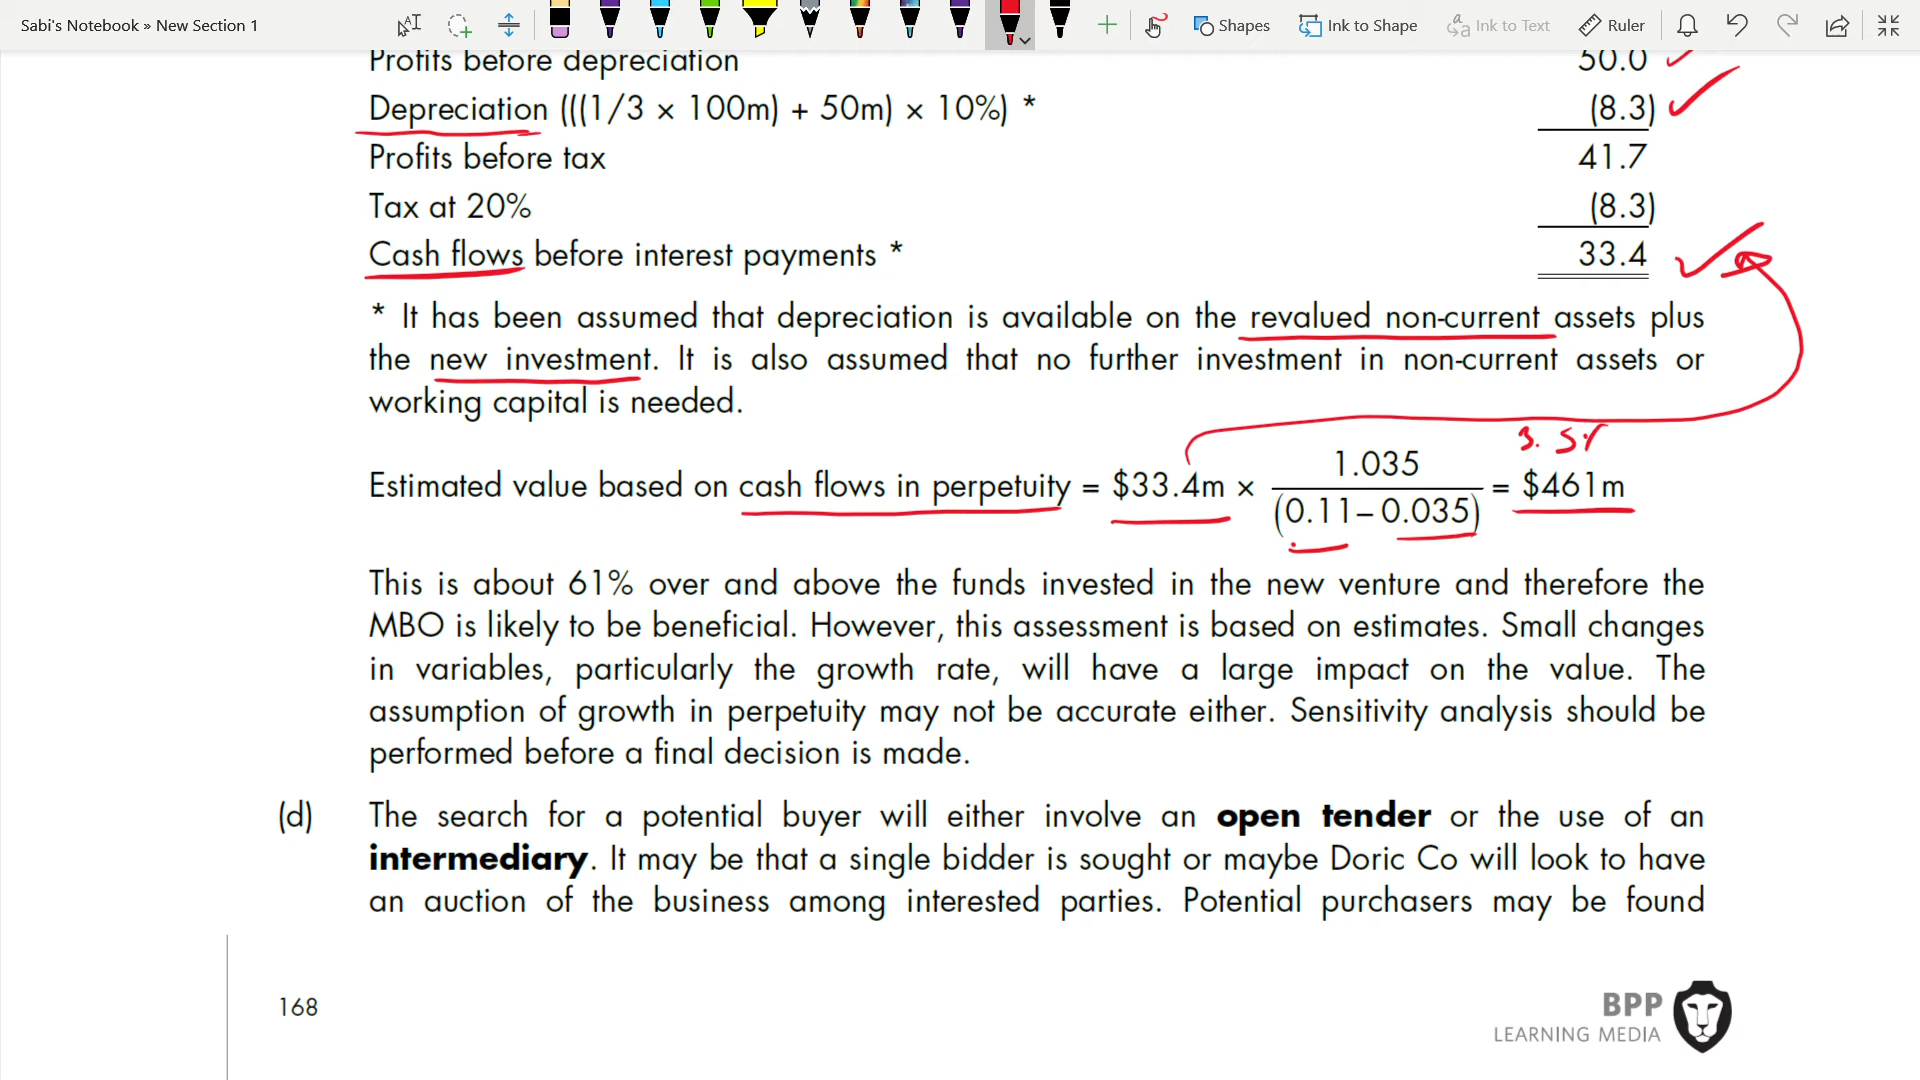 Sabi's Notebook » New Section 1
Shapes
Ink to Shape
Ink to Text
Ruler
Profits before depreciation 50.0
Depreciation (((1/3 × 100m) + 50m) × 10%) * (8.3)
Profits before tax 41.7
Tax at 20% (8.3)
Cash flows before interest payments * 33.4
* It has been assumed that depreciation is available on the revalued non-current assets plus
the new investment. It is also assumed that no further investment in non-current assets or
working capital is needed.
3.5%
Estimated value based on cash flows in perpetuity = $33.4m × 1.035 / (0.11 – 0.035) = $461m
This is about 61% over and above the funds invested in the new venture and therefore the
MBO is likely to be beneficial. However, this assessment is based on estimates. Small changes
in variables, particularly the growth rate, will have a large impact on the value. The
assumption of growth in perpetuity may not be accurate either. Sensitivity analysis should be
performed before a final decision is made.
(d) The search for a potential buyer will either involve an open tender or the use of an
intermediary. It may be that a single bidder is sought or maybe Doric Co will look to have
an auction of the business among interested parties. Potential purchasers may be found
168
BPP
LEARNING MEDIA